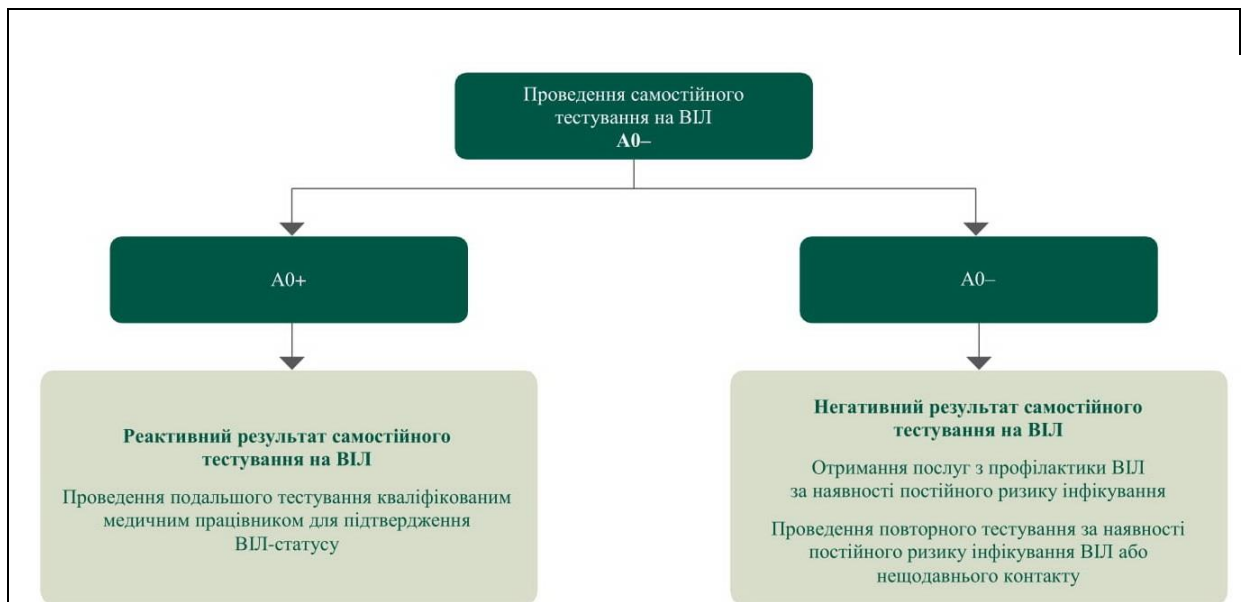 Проведення самостійного
тестування на ВІЛ
А0–
А0+
А0–
Реактивний результат самостійного
тестування на ВІЛ
Проведення подальшого тестування кваліфікованим
медичним працівником для підтвердження
ВІЛ-статусу
Негативний результат самостійного
тестування на ВІЛ
Отримання послуг з профілактики ВІЛ
за наявності постійного ризику інфікування
Проведення повторного тестування за наявності
постійного ризику інфікування ВІЛ або
нещодавнього контакту